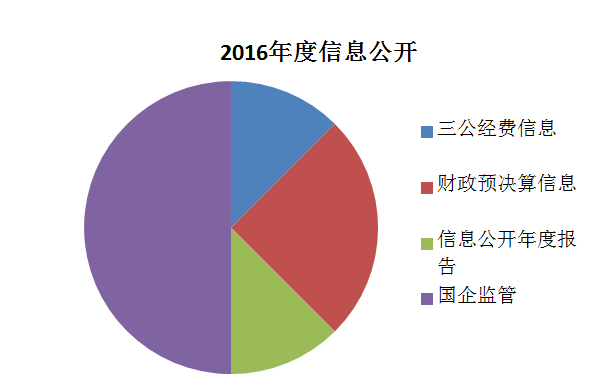 2016年度信息公开
三公经费信息
财政预决算信息
信息公开年度报
告
国企监管